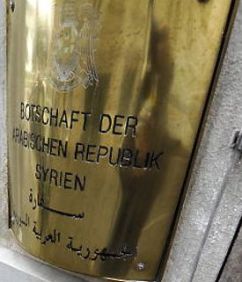 BOTSCHAFT DER
ARABISCHEN REPUBLIK
SYRIEN
سفارة
الجمهورية العربية السورية